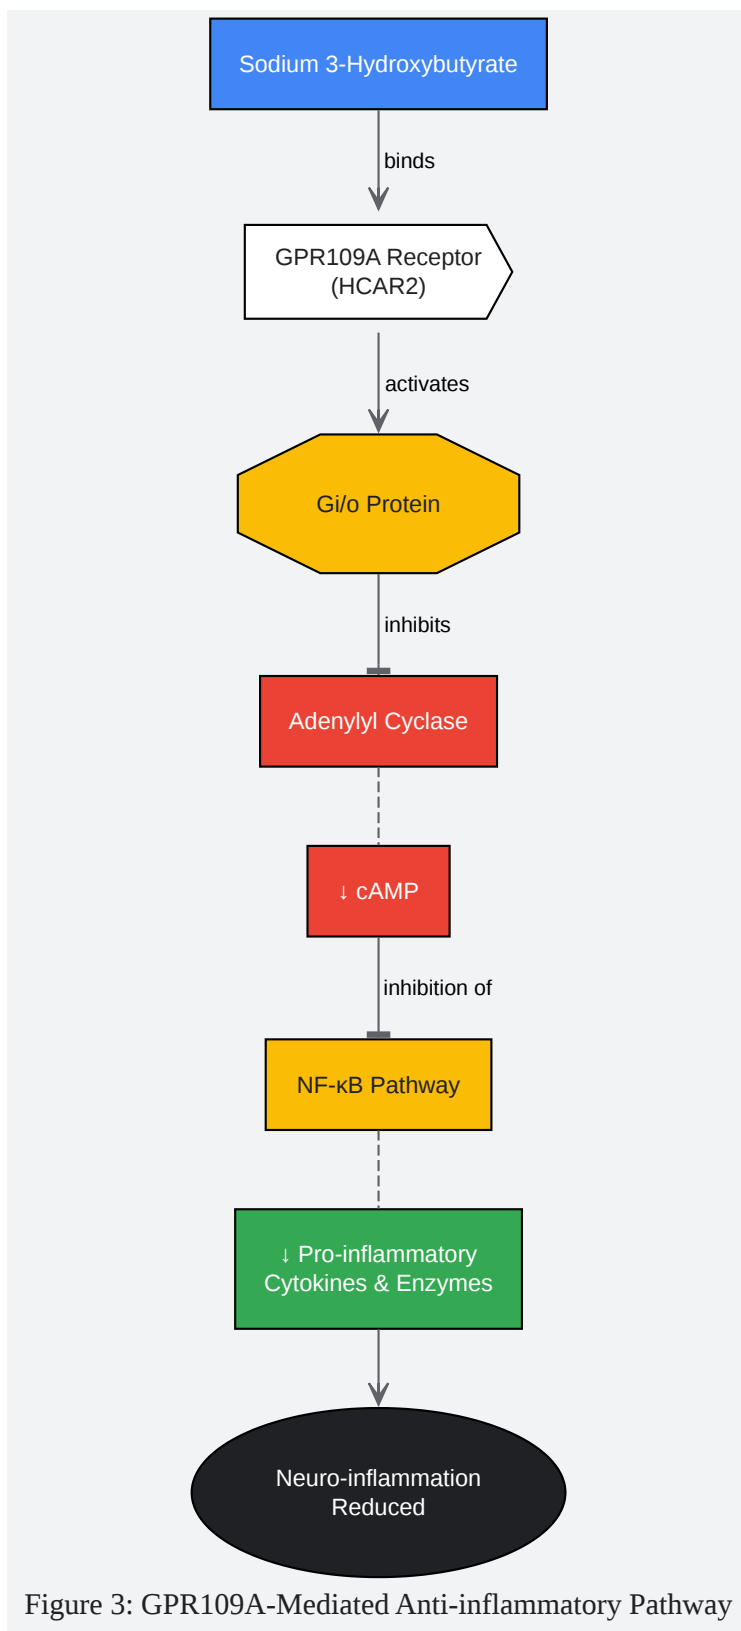 Sodium 3-Hydroxybutyrate
binds
GPR109A Receptor
(HCAR2)
activates
Gi/o Protein
inhibits
Adenylyl Cyclase
↓ cAMP
inhibition of
NF-κB Pathway
↓ Pro-inflammatory
Cytokines & Enzymes
Neuro-inflammation
Reduced
Figure 3: GPR109A-Mediated Anti-inflammatory Pathway